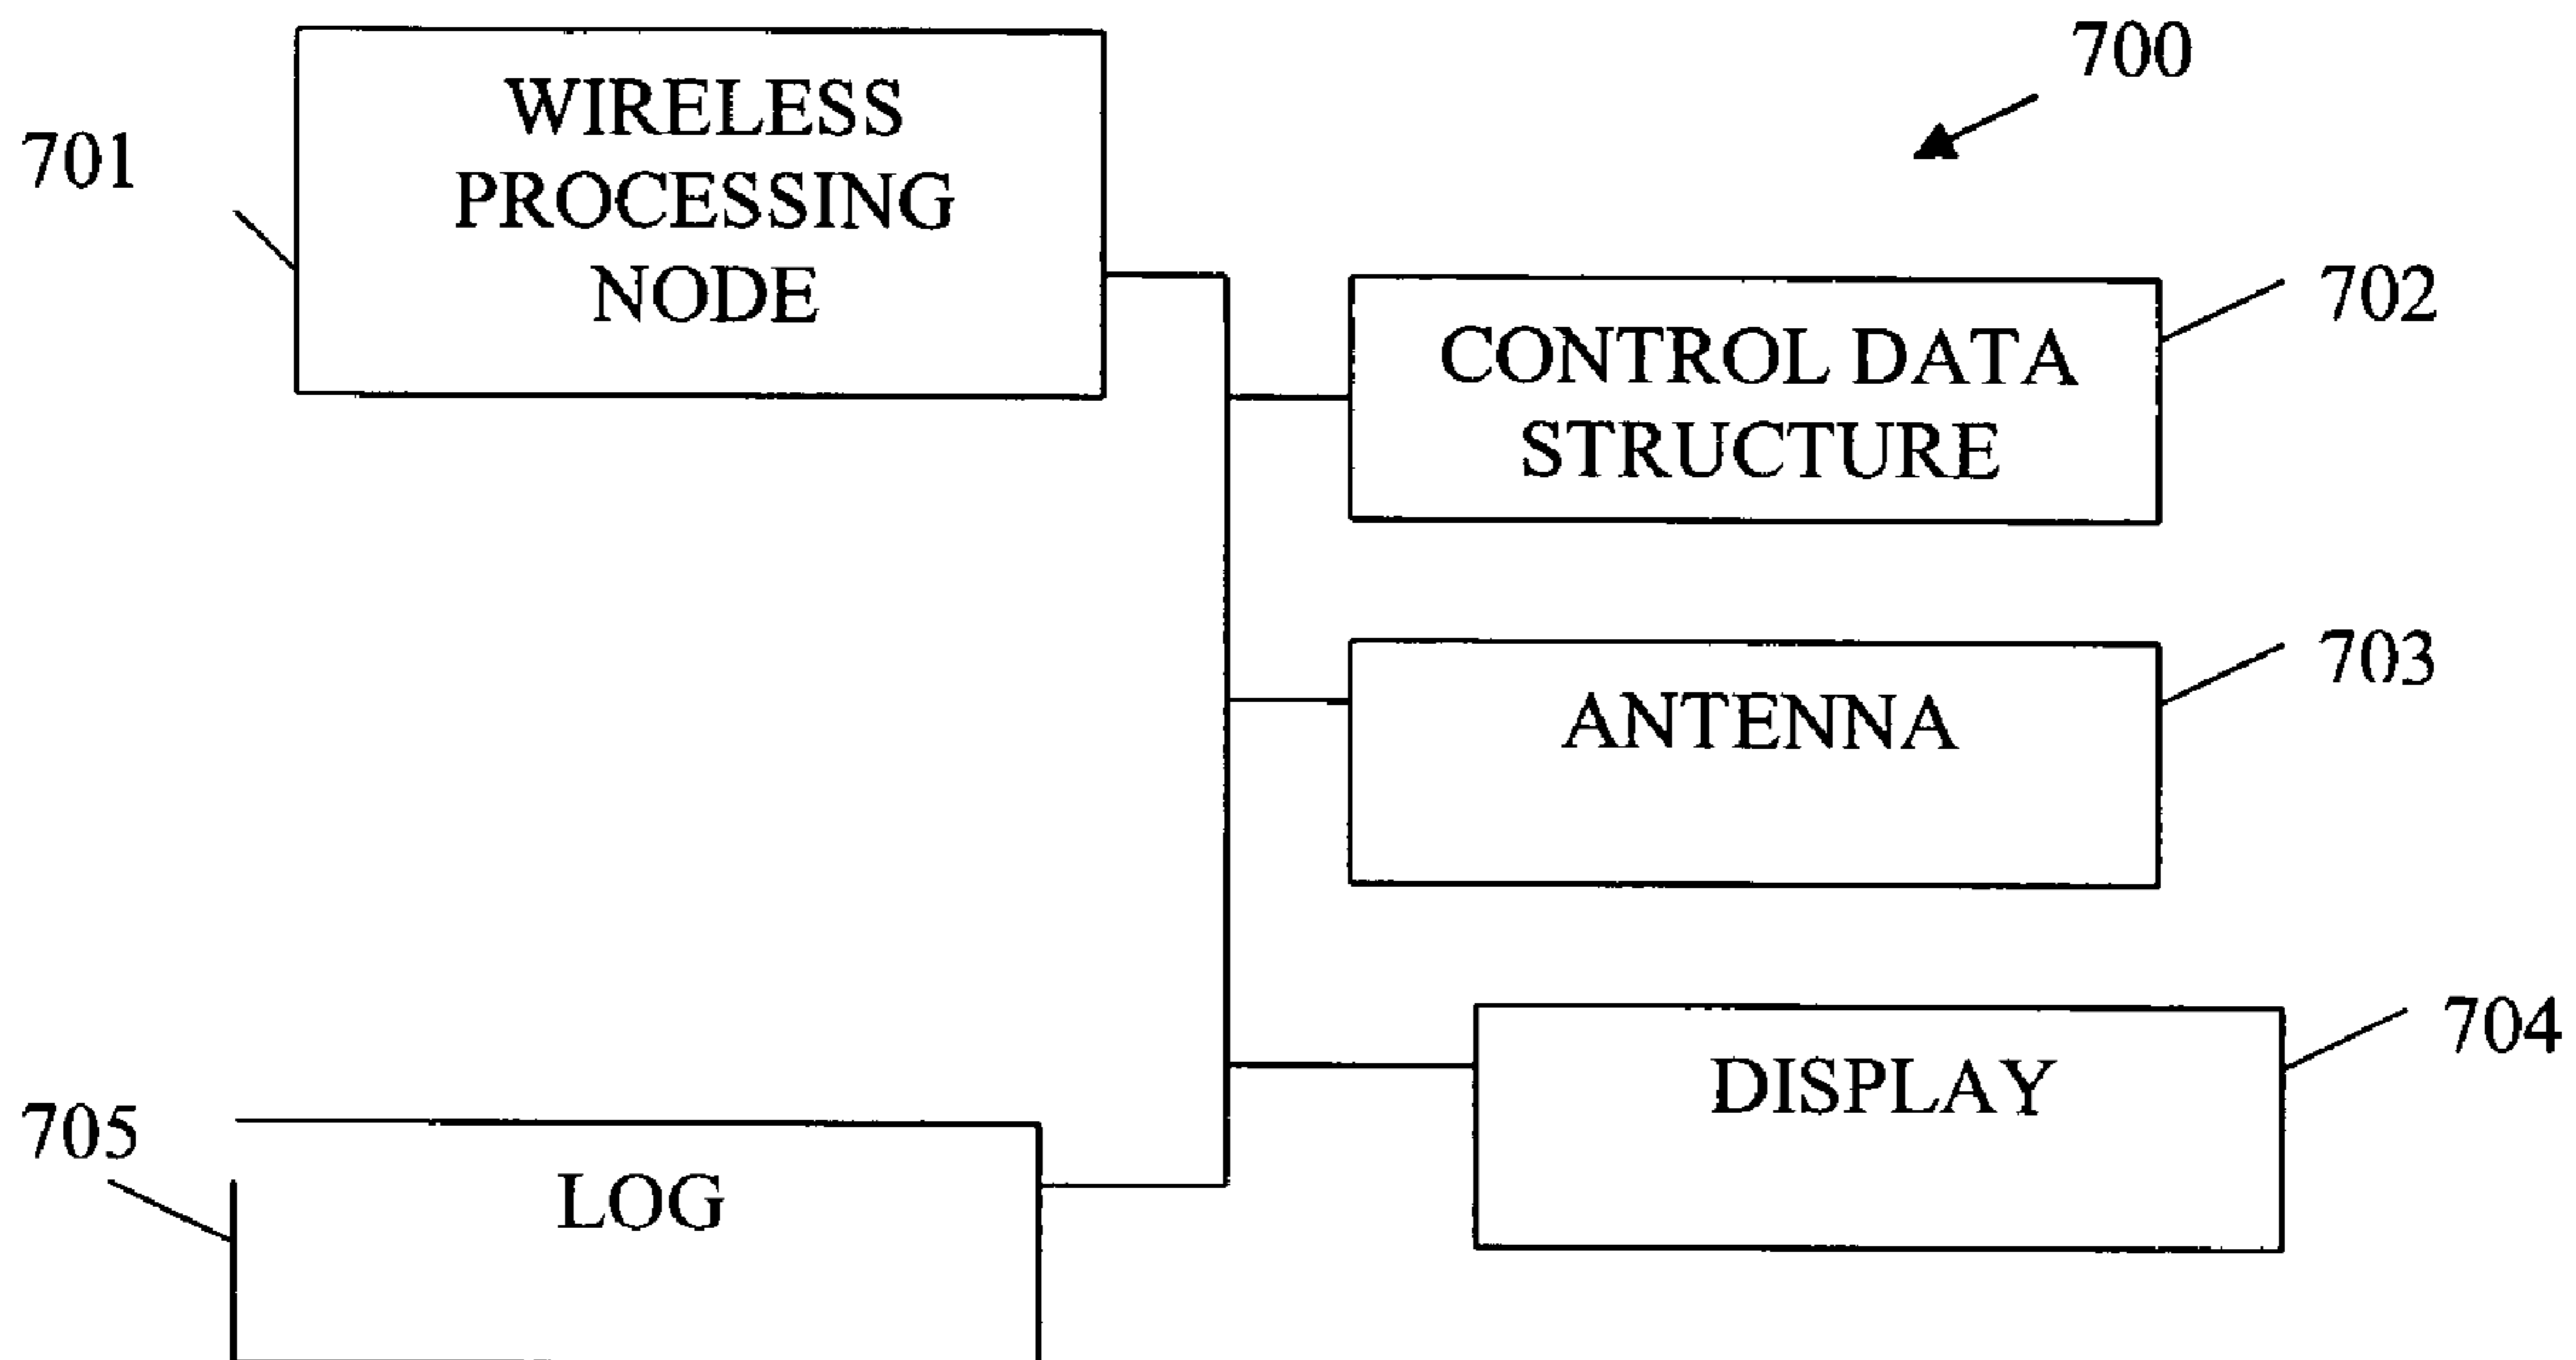 700
WIRELESS
PROCESSING
NODE
701
702
CONTROL DATA
STRUCTURE
703
ANTENNA
704
DISPLAY
705
LOG